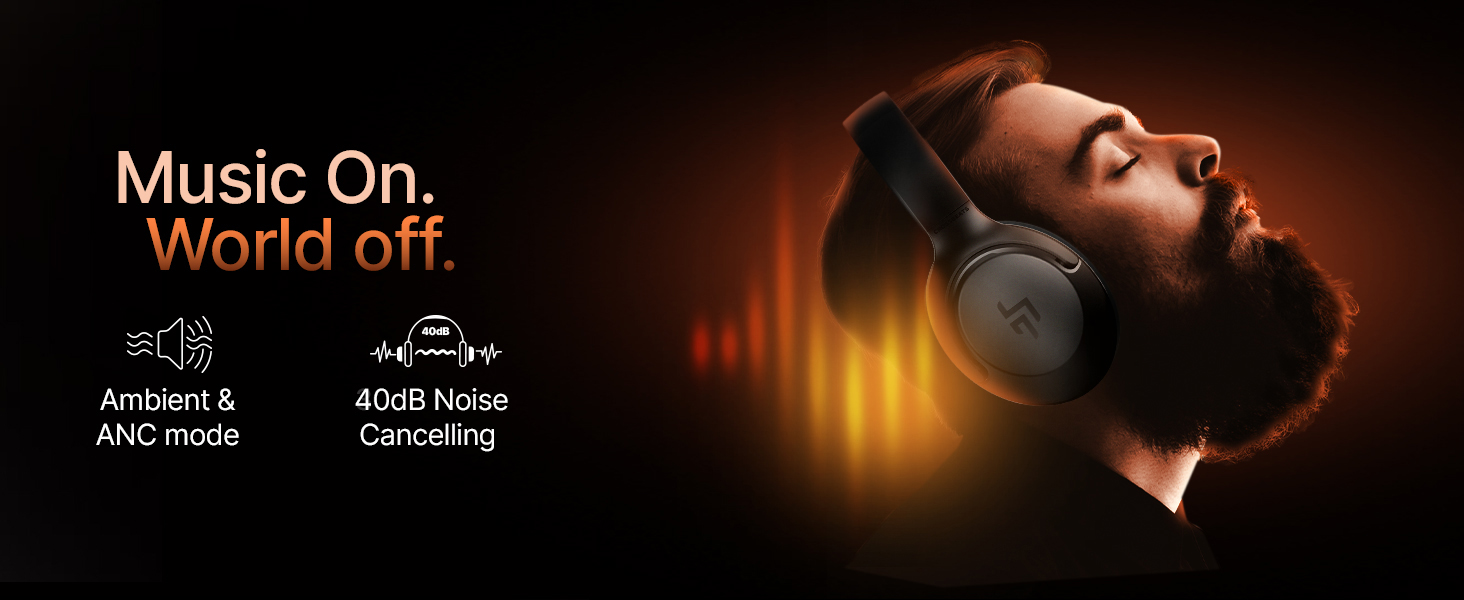 Music On.
World off.
40dB
Ambient &
ANC mode
40dB Noise
Cancelling